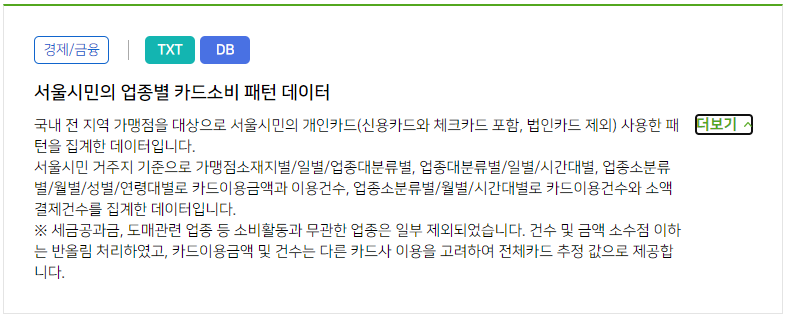 경제/금융 TXT DB
서울시민의 업종별 카드소비 패턴 데이터
국내 전 지역 가맹점을 대상으로 서울시민의 개인카드(신용카드와 체크카드 포함, 법인카드 제외) 사용한 패 더보기
턴을 집계한 데이터입니다.
서울시민 거주지 기준으로 가맹점소재지별/일별/업종대분류별, 업종대분류별/일별/시간대별, 업종소분류
별/월별/성별/연령대별로 카드이용금액과 이용건수, 업종소분류별/월별/시간대별로 카드이용건수와 소액
결제건수를 집계한 데이터입니다.
※ 세금공과금, 도매관련 업종 등 소비활동과 무관한 업종은 일부 제외되었습니다. 건수 및 금액 소수점 이하
는 반올림 처리하였고, 카드이용금액 및 건수는 다른 카드사 이용을 고려하여 전체카드 추정 값으로 제공합
니다.